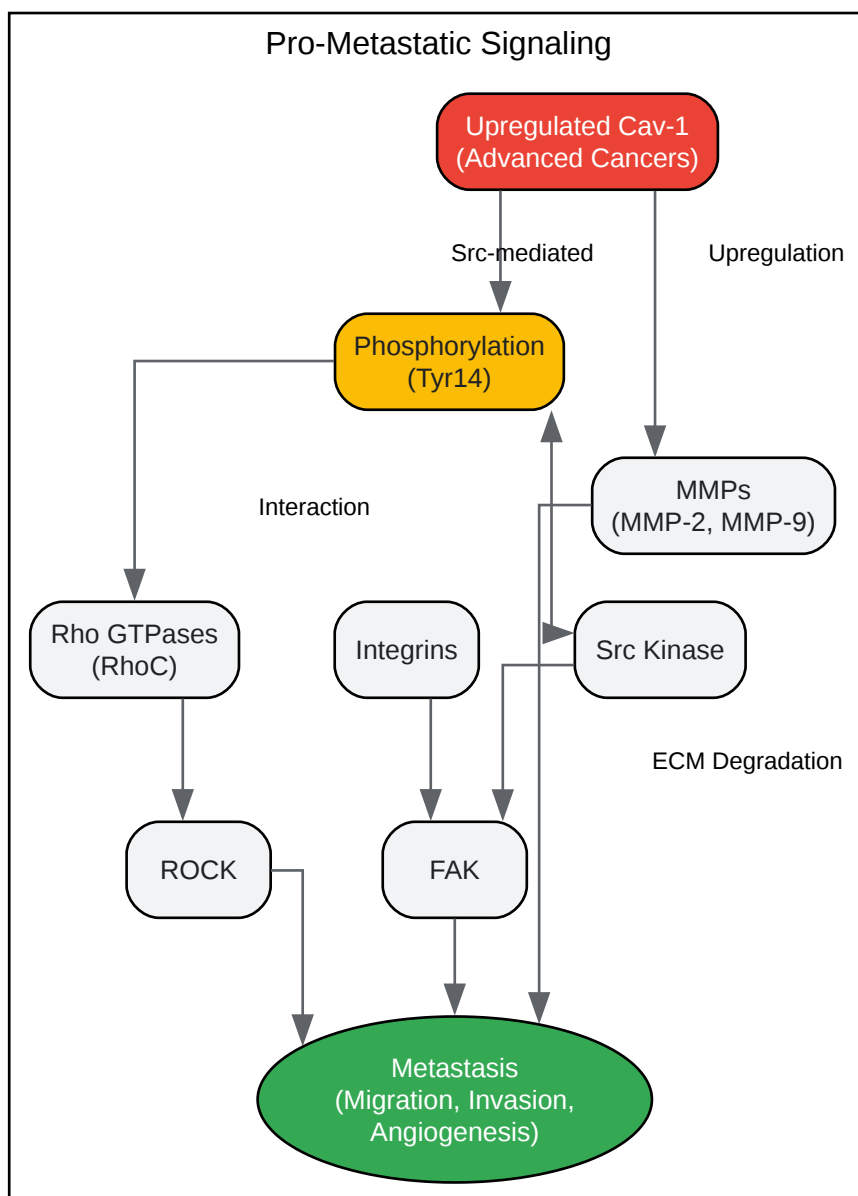 Pro-Metastatic Signaling
Upregulated Cav-1
(Advanced Cancers)
Src-mediated
Upregulation
Phosphorylation
(Tyr14)
MMPs
(MMP-2, MMP-9)
Interaction
Rho GTPases
(RhoC)
Integrins
Src Kinase
ECM Degradation
ROCK
FAK
Metastasis
(Migration, Invasion,
Angiogenesis)